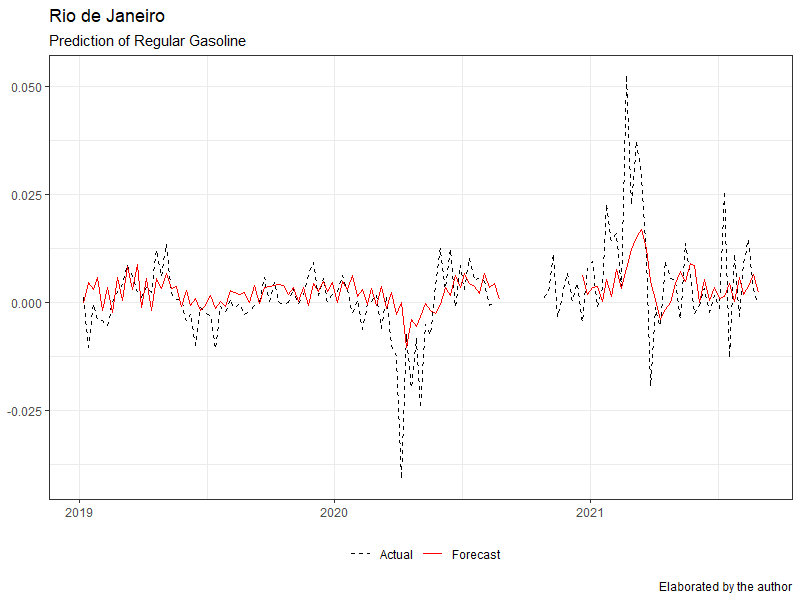 Rio de Janeiro
Prediction of Regular Gasoline
0.050
0.025
0.000
-0.025
2019 2020 2021
Actual Forecast
Elaborated by the author